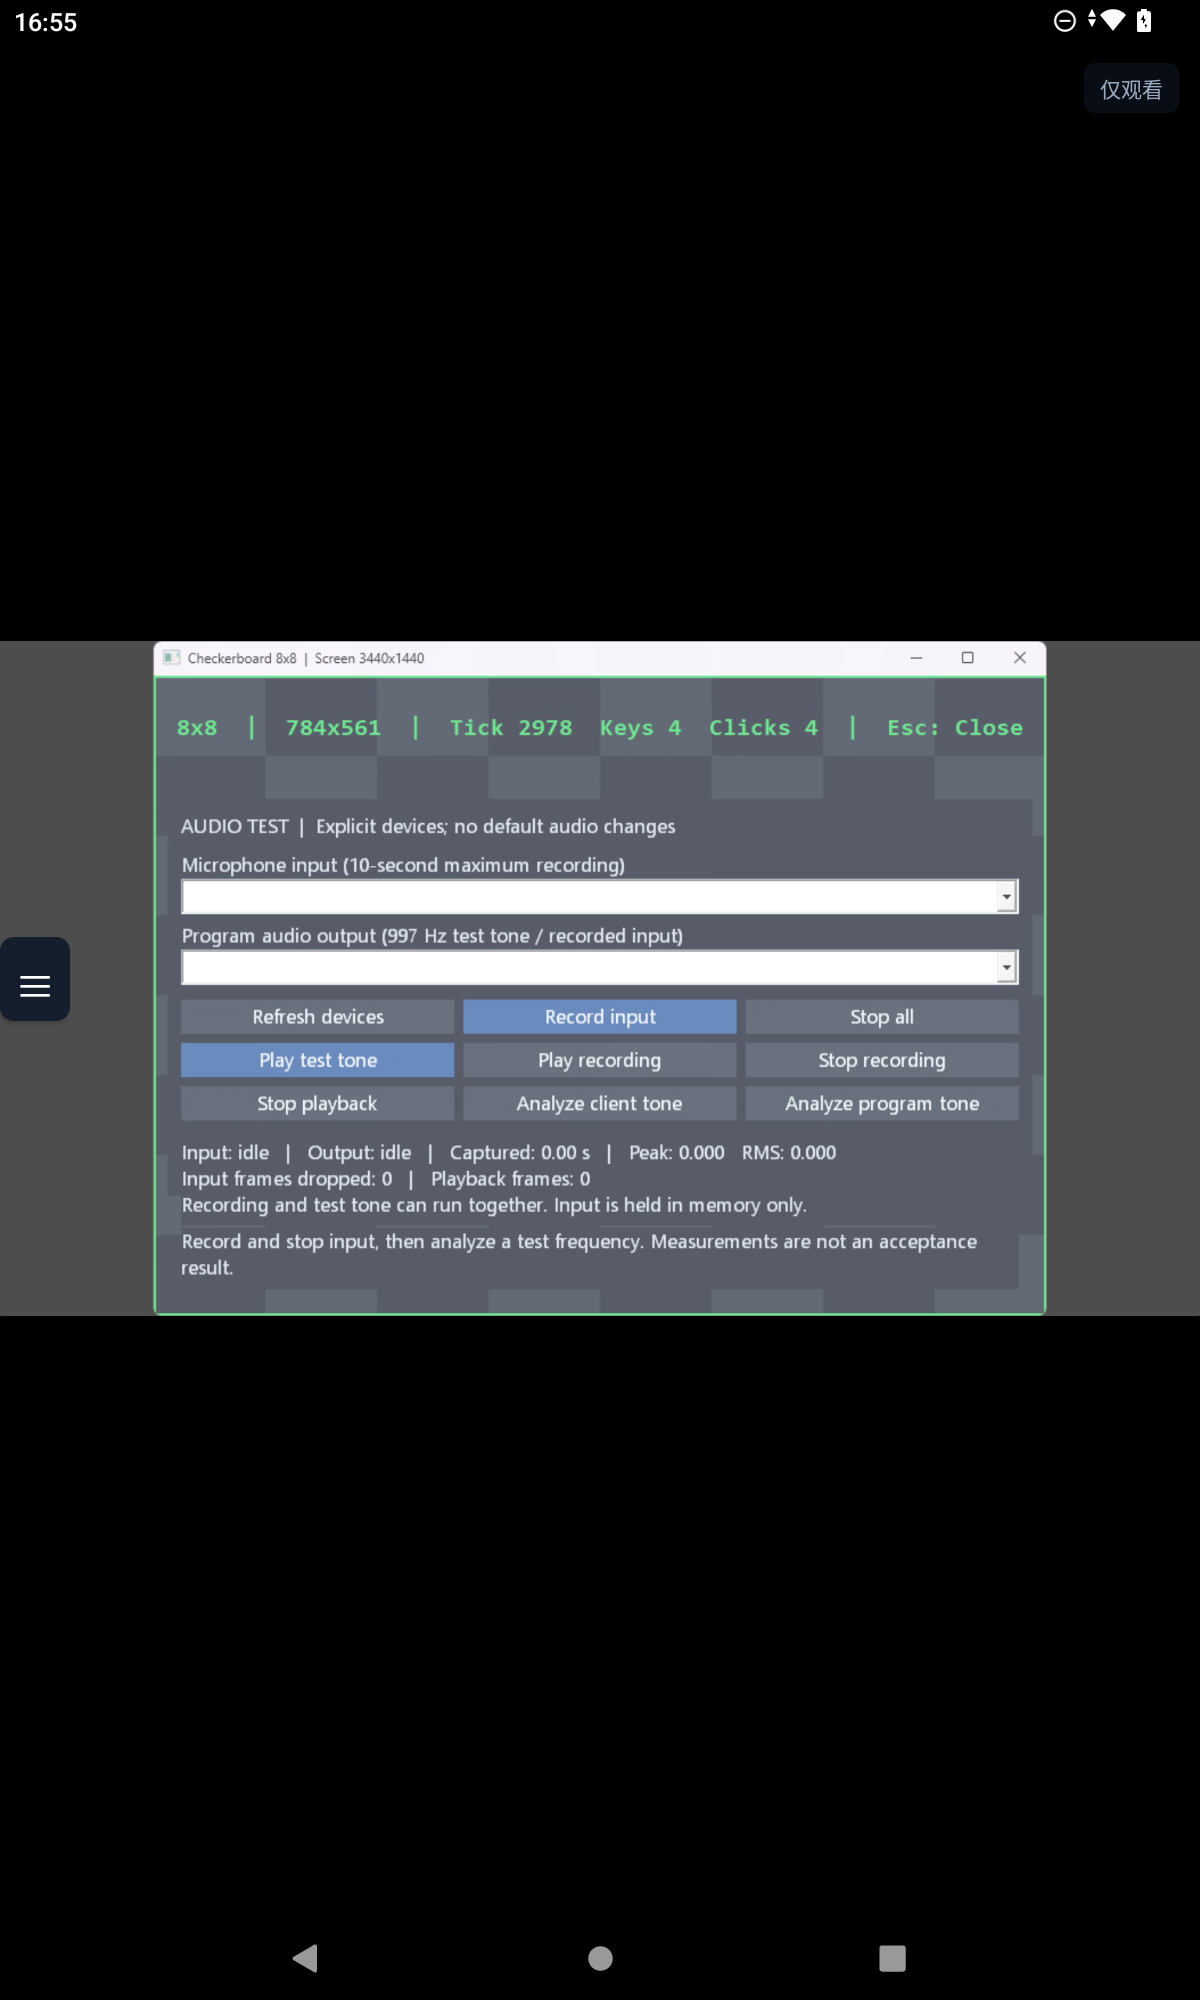 16:55
仅观看
Checkerboard 8x8 | Screen 3440x1440
8x8 | 784x561 | Tick 2978 Keys 4 Clicks 4 | Esc: Close
AUDIO TEST | Explicit devices; no default audio changes
Microphone input (10-second maximum recording)
Program audio output (997 Hz test tone / recorded input)
Refresh devices Record input Stop all
Play test tone Play recording Stop recording
Stop playback Analyze client tone Analyze program tone
Input: idle | Output: idle | Captured: 0.00 s | Peak: 0.000 RMS: 0.000
Input frames dropped: 0 | Playback frames: 0
Recording and test tone can run together. Input is held in memory only.
Record and stop input, then analyze a test frequency. Measurements are not an acceptance
result.